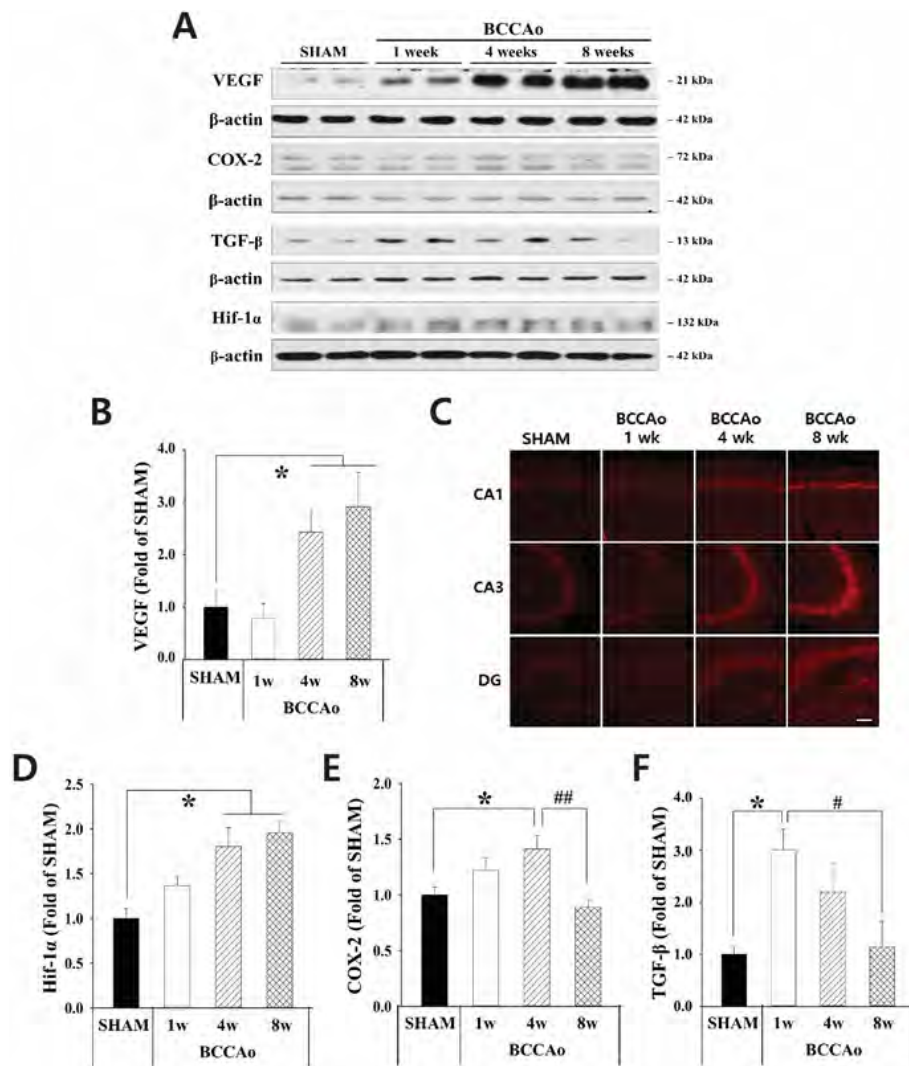 A
BCCAo
SHAM 1 week 4 weeks 8 weeks
VEGF – 21 kDa
β-actin – 42 kDa
COX-2 – 72 kDa
β-actin – 42 kDa
TGF-β – 13 kDa
β-actin – 42 kDa
Hif-1α – 132 kDa
β-actin – 42 kDa
B
VEGF (Fold of SHAM)
4.0
3.0
2.0
1.0
0.0
*
SHAM 1w 4w 8w
BCCAo
C
SHAM BCCAo 1 wk BCCAo 4 wk BCCAo 8 wk
CA1
CA3
DG
D
Hif-1α (Fold of SHAM)
2.5
2.0
1.5
1.0
0.5
0.0
*
SHAM 1w 4w 8w
BCCAo
E
COX-2 (Fold of SHAM)
2.0
1.5
1.0
0.5
0.0
* ##
SHAM 1w 4w 8w
BCCAo
F
TGF-β (Fold of SHAM)
4.0
3.0
2.0
1.0
0.0
* #
SHAM 1w 4w 8w
BCCAo